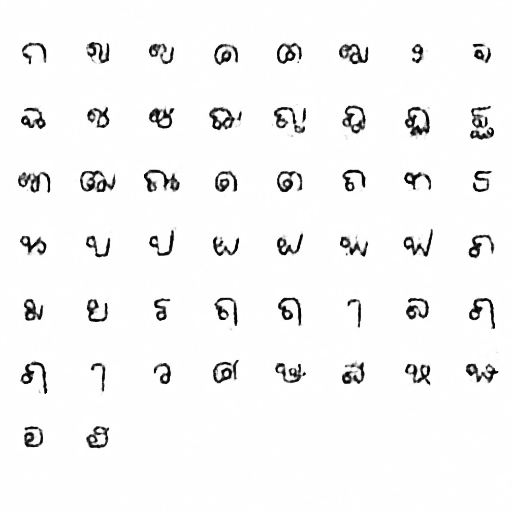 ก ข ฃ ค ฅ ฆ ง จ
ฉ ช ซ ฌ ญ ฎ ฏ ฐ
ฑ ฒ ณ ด ต ถ ท ธ
น บ ป ผ ฝ พ ฟ ภ
ม ย ร ฤ ฤ ๅ ล ฦ
ฦ ๅ ว ศ ษ ส ห ฬ
อ ฮ